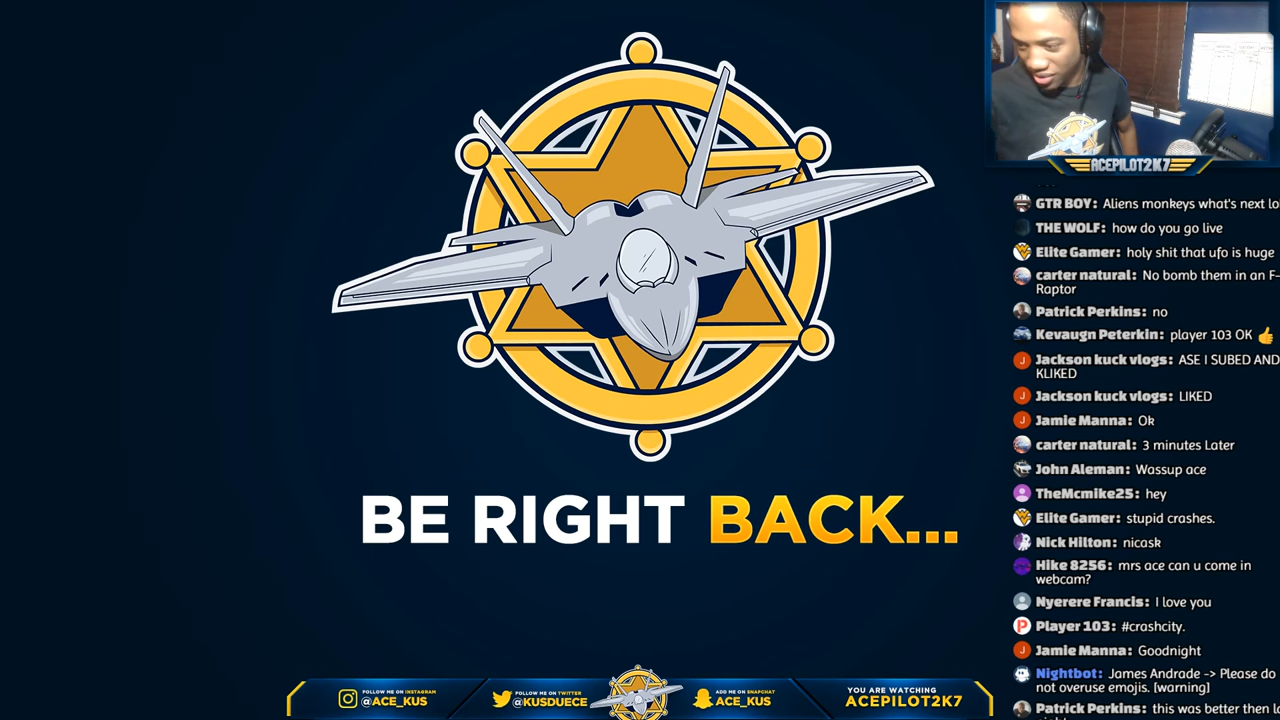 ACEPILOT2K7
GTR BOY: Aliens monkeys what's next lo
THE WOLF: how do you go live
Elite Gamer: holy shit that ufo is huge
carter natural: No bomb them in an F-
Raptor
Patrick Perkins: no
Kevaugn Peterkin: player 103 OK 👍
Jackson kuck vlogs: ASE I SUBED AND
KLIKED
Jackson kuck vlogs: LIKED
Jamie Manna: Ok
carter natural: 3 minutes Later
John Aleman: Wassup ace
TheMcmike25: hey
Elite Gamer: stupid crashes.
Nick Hilton: nicask
Hike 8256: mrs ace can u come in
webcam?
Nyerere Francis: I love you
Player 103: #crashcity.
Jamie Manna: Goodnight
Nightbot: James Andrade -> Please do
not overuse emojis. [warning]
Patrick Perkins: this was better then l
BE RIGHT BACK...
FOLLOW ME ON INSTAGRAM
@ACE_KUS
FOLLOW ME ON TWITTER
@KUSDUECE
ADD ME ON SNAPCHAT
ACE_KUS
YOU ARE WATCHING
ACEPILOT2K7